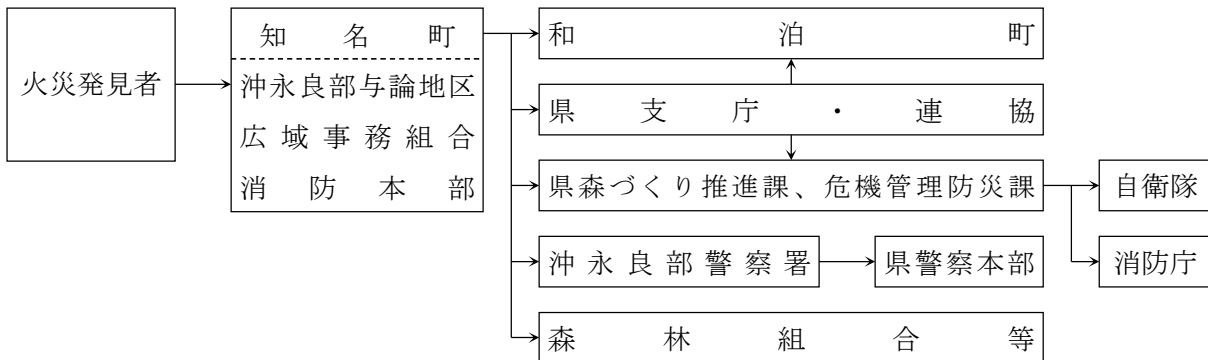 火災発見者
知名町
沖永良部与論地区
広域事務組合
消防本部
和泊町
県支庁・連協
県森づくり推進課、危機管理防災課
自衛隊
消防庁
沖永良部警察署
県警察本部
森林組合等